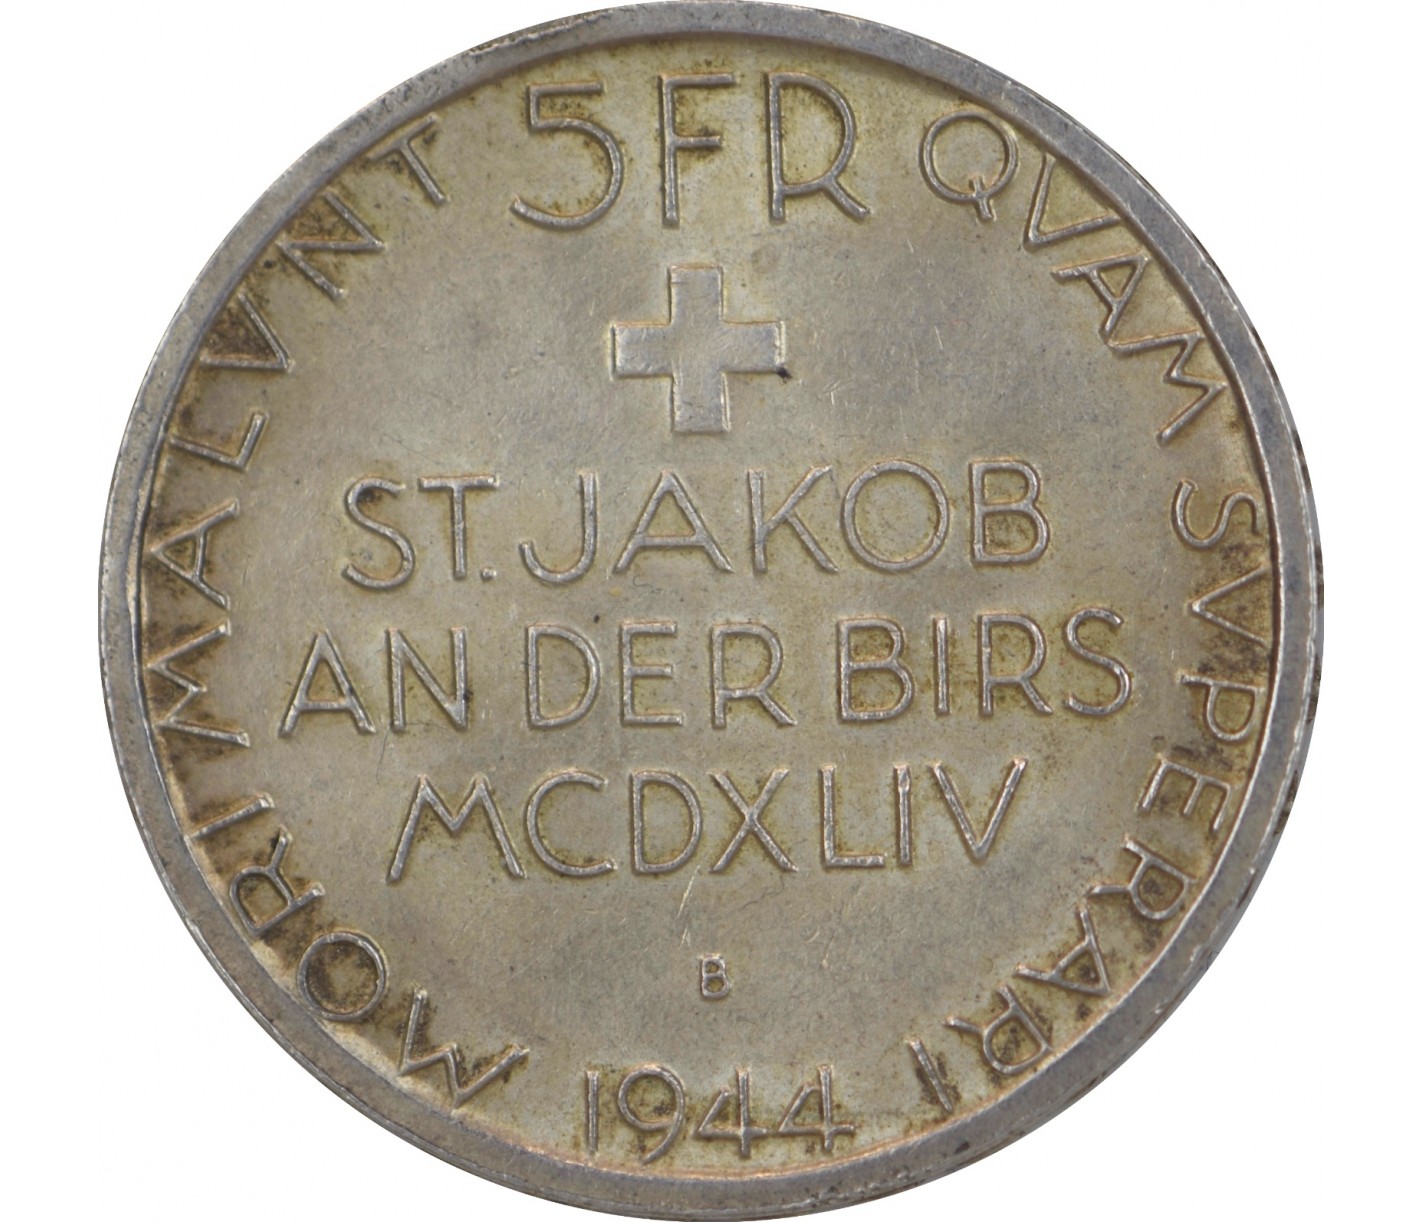 5FR
MORI MALVNT QVAM SVPERARI
ST. JAKOB
AN DER BIRS
MCDXLIV
B
1944